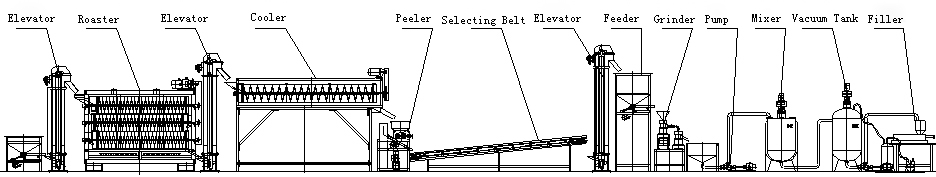 Elevator Roaster Elevator Cooler Peeler Selecting Belt Elevator Feeder Grinder Pump Mixer Vacuum Tank Filler